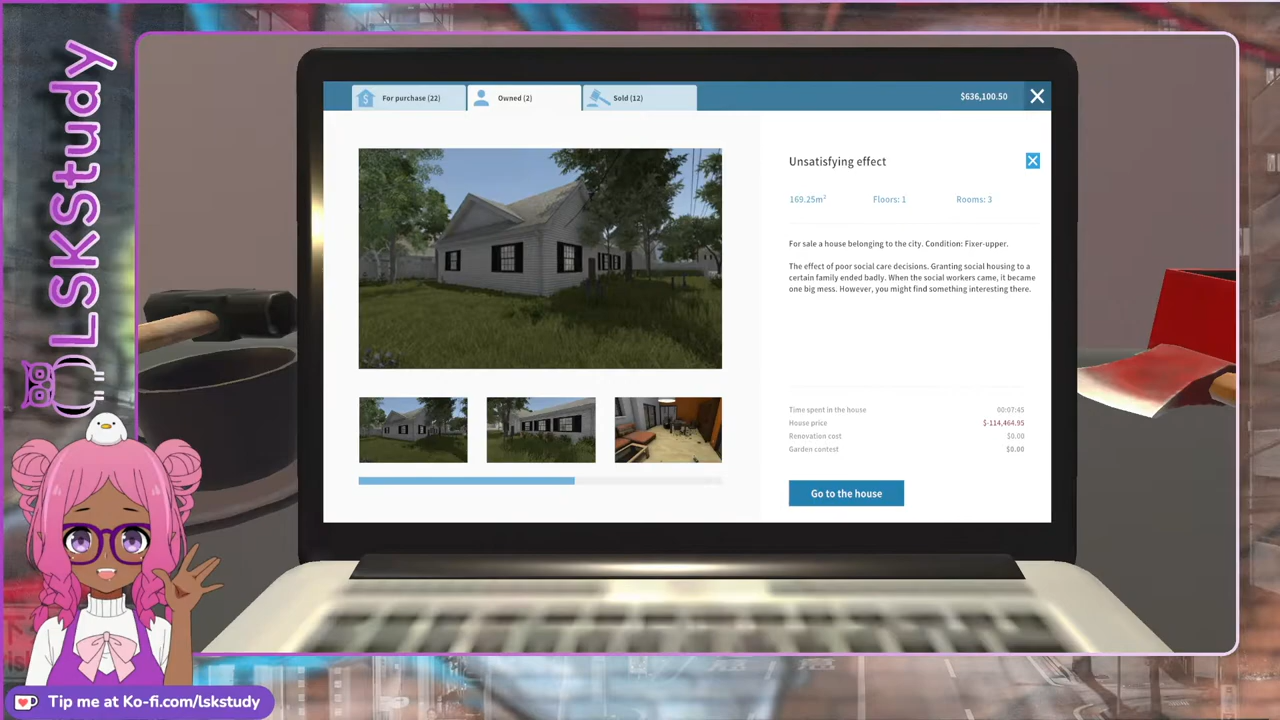 LSKStudy
For purchase (22)
Owned (2)
Sold (12)
$636,100.50
Unsatisfying effect
169.25m²
Floors: 1
Rooms: 3
For sale a house belonging to the city. Condition: Fixer-upper.
The effect of poor social care decisions. Granting social housing to a
certain family ended badly. When the social workers came, it became
one big mess. However, you might find something interesting there.
Time spent in the house 00:07:45
House price $-114,464.95
Renovation cost $0.00
Garden contest $0.00
Go to the house
Tip me at Ko-fi.com/lskstudy